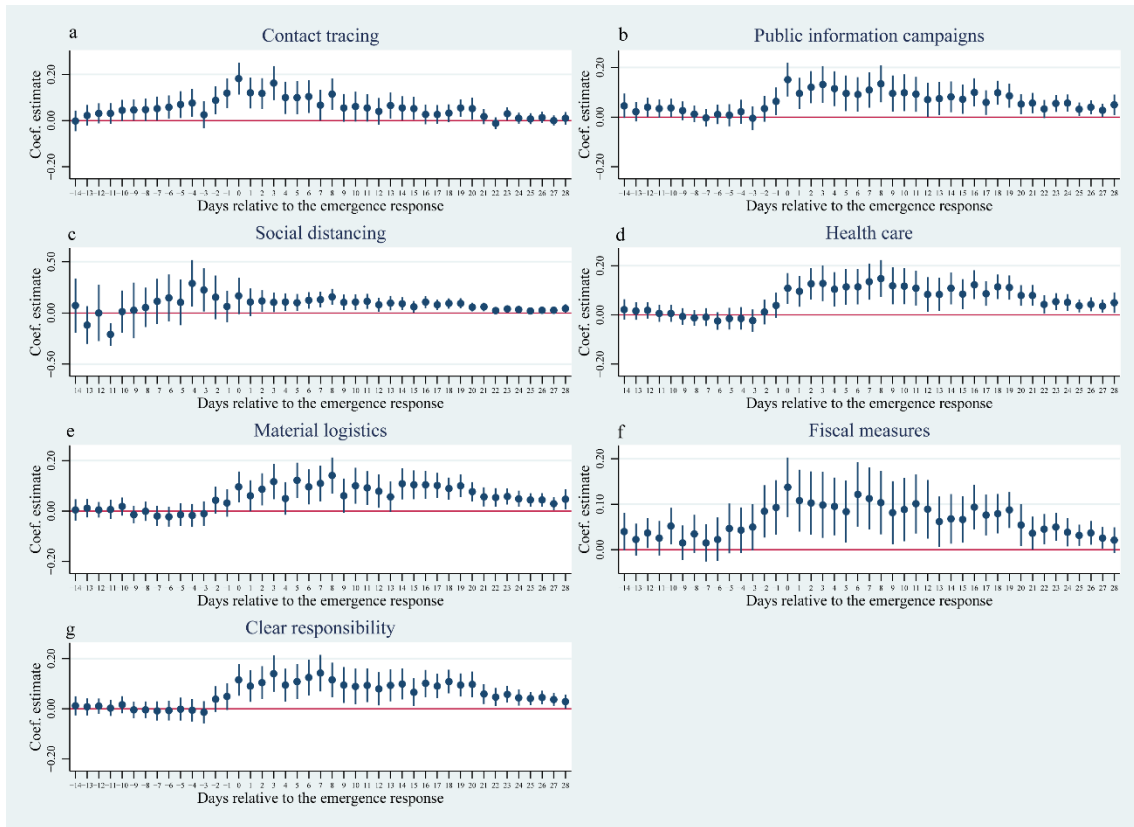 a
Contact tracing
Coef. estimate
0.20
0.00
−0.20
−14 −13 −12 −11 −10 −9 −8 −7 −6 −5 −4 −3 −2 −1 0 1 2 3 4 5 6 7 8 9 10 11 12 13 14 15 16 17 18 19 20 21 22 23 24 25 26 27 28
Days relative to the emergence response
b
Public information campaigns
Coef. estimate
0.20
0.00
−0.20
−14 −13 −12 −11 −10 −9 −8 −7 −6 −5 −4 −3 −2 −1 0 1 2 3 4 5 6 7 8 9 10 11 12 13 14 15 16 17 18 19 20 21 22 23 24 25 26 27 28
Days relative to the emergence response
c
Social distancing
Coef. estimate
0.50
0.00
−0.50
14 13 12 11 10 9 8 7 6 5 4 3 2 1 0 1 2 3 4 5 6 7 8 9 10 11 12 13 14 15 16 17 18 19 20 21 22 23 24 25 26 27 28
Days relative to the emergence response
d
Health care
Coef. estimate
0.20
0.00
−0.20
14 13 12 11 10 9 8 7 6 5 4 3 2 1 0 1 2 3 4 5 6 7 8 9 10 11 12 13 14 15 16 17 18 19 20 21 22 23 24 25 26 27 28
Days relative to the emergence response
e
Material logistics
Coef. estimate
0.20
0.00
−0.20
−14 −13 −12 −11 −10 −9 −8 −7 −6 −5 −4 −3 −2 −1 0 1 2 3 4 5 6 7 8 9 10 11 12 13 14 15 16 17 18 19 20 21 22 23 24 25 26 27 28
Days relative to the emergence response
f
Fiscal measures
Coef. estimate
0.20
0.10
0.00
14 13 12 11 10 9 8 7 6 5 4 3 2 1 0 1 2 3 4 5 6 7 8 9 10 11 12 13 14 15 16 17 18 19 20 21 22 23 24 25 26 27 28
Days relative to the emergence response
g
Clear responsibility
Coef. estimate
0.20
0.00
−0.20
−14 −13 −12 −11 −10 −9 −8 −7 −6 −5 −4 −3 −2 −1 0 1 2 3 4 5 6 7 8 9 10 11 12 13 14 15 16 17 18 19 20 21 22 23 24 25 26 27 28
Days relative to the emergence response